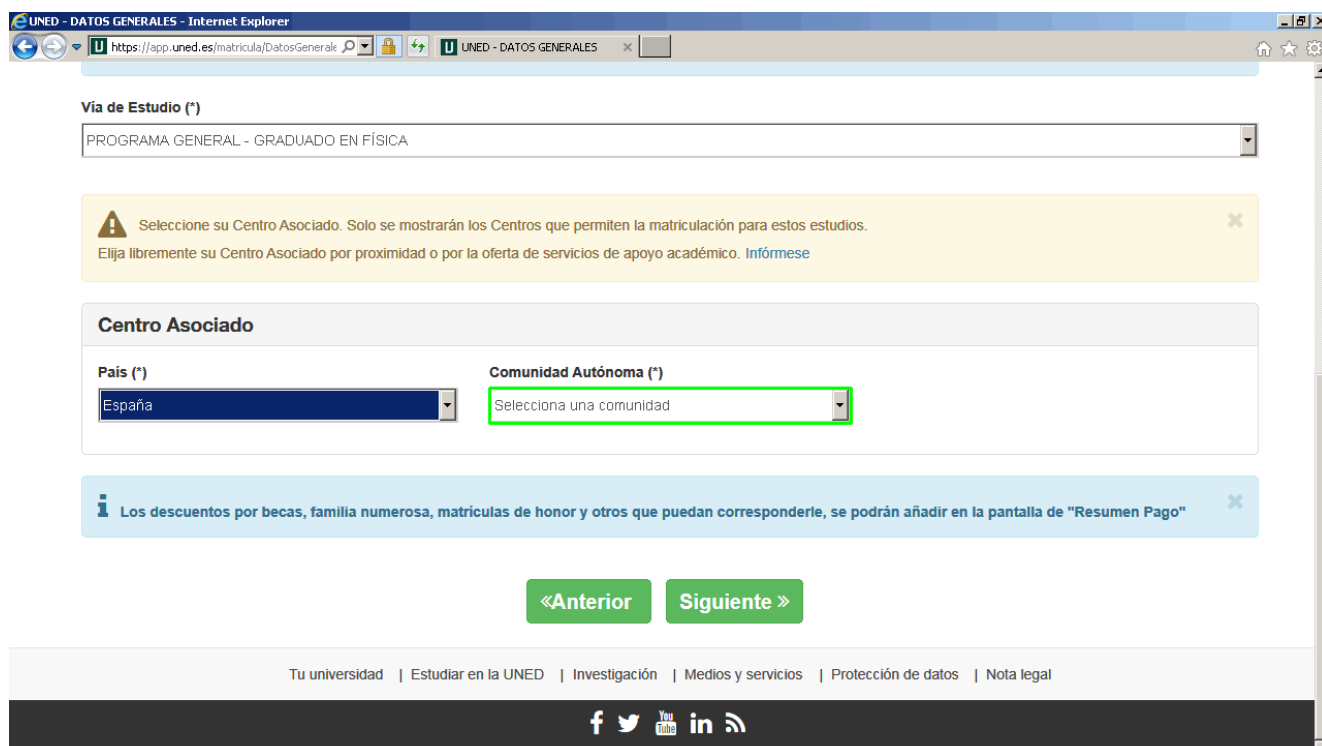 UNED - DATOS GENERALES - Internet Explorer
https://app.uned.es/matricula/DatosGenerale
UNED - DATOS GENERALES
Vía de Estudio (*)
PROGRAMA GENERAL - GRADUADO EN FÍSICA
Seleccione su Centro Asociado. Solo se mostrarán los Centros que permiten la matriculación para estos estudios.
Elija libremente su Centro Asociado por proximidad o por la oferta de servicios de apoyo académico. Infórmese
Centro Asociado
País (*) Comunidad Autónoma (*)
España Selecciona una comunidad
Los descuentos por becas, familia numerosa, matrículas de honor y otros que puedan corresponderle, se podrán añadir en la pantalla de "Resumen Pago"
«Anterior Siguiente »
Tu universidad | Estudiar en la UNED | Investigación | Medios y servicios | Protección de datos | Nota legal
You Tube